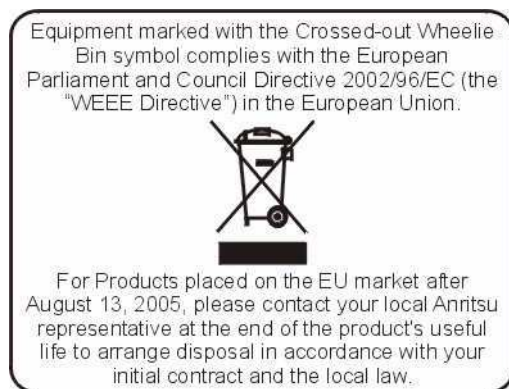 Equipment marked with the Crossed-out Wheelie
Bin symbol complies with the European
Parliament and Council Directive 2002/96/EC (the
“WEEE Directive”) in the European Union.
For Products placed on the EU market after
August 13, 2005, please contact your local Anritsu
representative at the end of the product's useful
life to arrange disposal in accordance with your
initial contract and the local law.